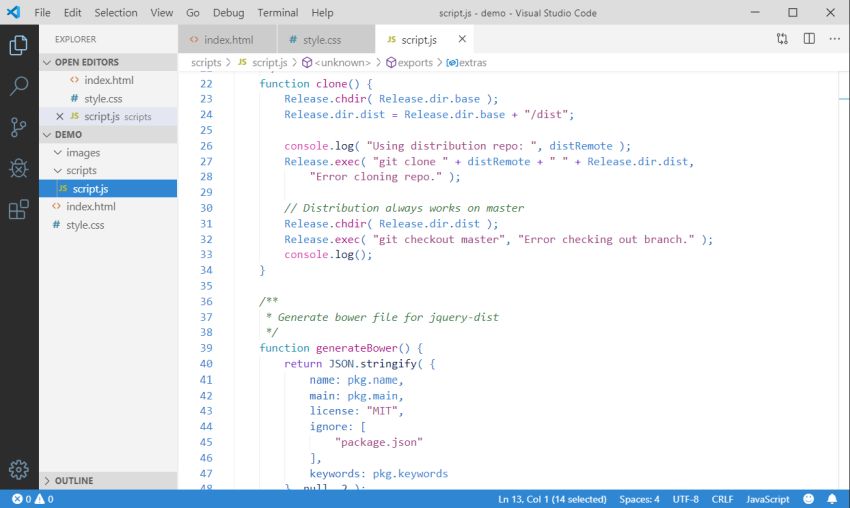 File Edit Selection View Go Debug Terminal Help script.js - demo - Visual Studio Code
EXPLORER
OPEN EDITORS
index.html
style.css
script.js scripts
DEMO
images
scripts
JS script.js
index.html
# style.css
OUTLINE
<> index.html
# style.css
JS script.js
scripts > JS script.js > <unknown> > exports > extras
22 function clone() {
23 Release.chdir( Release.dir.base );
24 Release.dir.dist = Release.dir.base + "/dist";
25
26 console.log( "Using distribution repo: ", distRemote );
27 Release.exec( "git clone " + distRemote + " " + Release.dir.dist,
28 "Error cloning repo." );
29
30 // Distribution always works on master
31 Release.chdir( Release.dir.dist );
32 Release.exec( "git checkout master", "Error checking out branch." );
33 console.log();
34 }
35
36 /**
37 * Generate bower file for jquery-dist
38 */
39 function generateBower() {
40 return JSON.stringify( {
41 name: pkg.name,
42 main: pkg.main,
43 license: "MIT",
44 ignore: [
45 "package.json"
46 ],
47 keywords: pkg.keywords
48 }, null, 2 );
0 0 Ln 13, Col 1 (14 selected) Spaces: 4 UTF-8 CRLF JavaScript